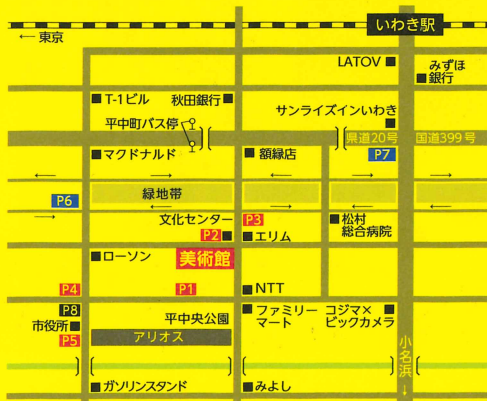 いわき駅
← 東京
LATOV
みずほ
銀行
T-1ビル
秋田銀行
サンライズインいわき
平中町バス停
県道20号
国道399号
マクドナルド
額縁店
P7
P6
緑地帯
文化センター
P3
P2
エリム
松村
総合病院
ローソン
美術館
P4
P1
NTT
P8
市役所
P5
平中央公園
アリオス
ファミリー
マート
コジマ×
ビックカメラ
小名浜
↓
ガソリンスタンド
みよし